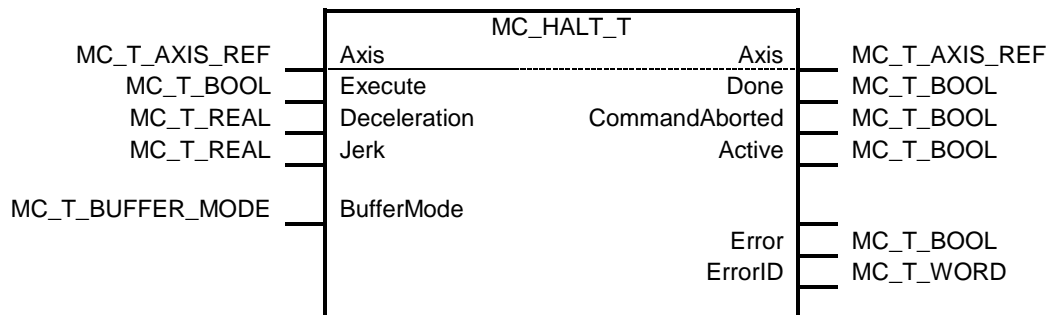 MC_HALT_T
MC_T_AXIS_REF Axis Axis MC_T_AXIS_REF
MC_T_BOOL Execute Done MC_T_BOOL
MC_T_REAL Deceleration CommandAborted MC_T_BOOL
MC_T_REAL Jerk Active MC_T_BOOL
MC_T_BUFFER_MODE BufferMode
Error MC_T_BOOL
ErrorID MC_T_WORD